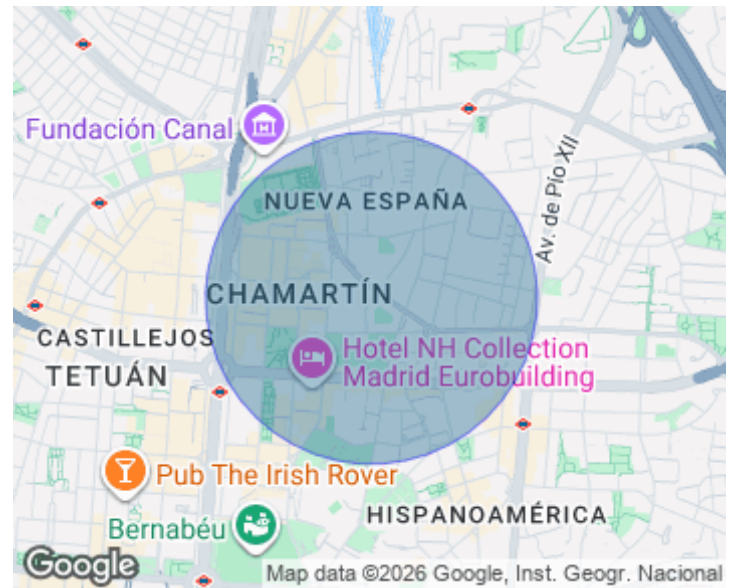 Fundación Canal
NUEVA ESPAÑA
Av. de Pío XII
CHAMARTÍN
CASTILLEJOS
TETUÁN
Hotel NH Collection
Madrid Eurobuilding
Pub The Irish Rover
HISPANOAMÉRICA
Bernabéu
Google
Map data ©2026 Google, Inst. Geogr. Nacional